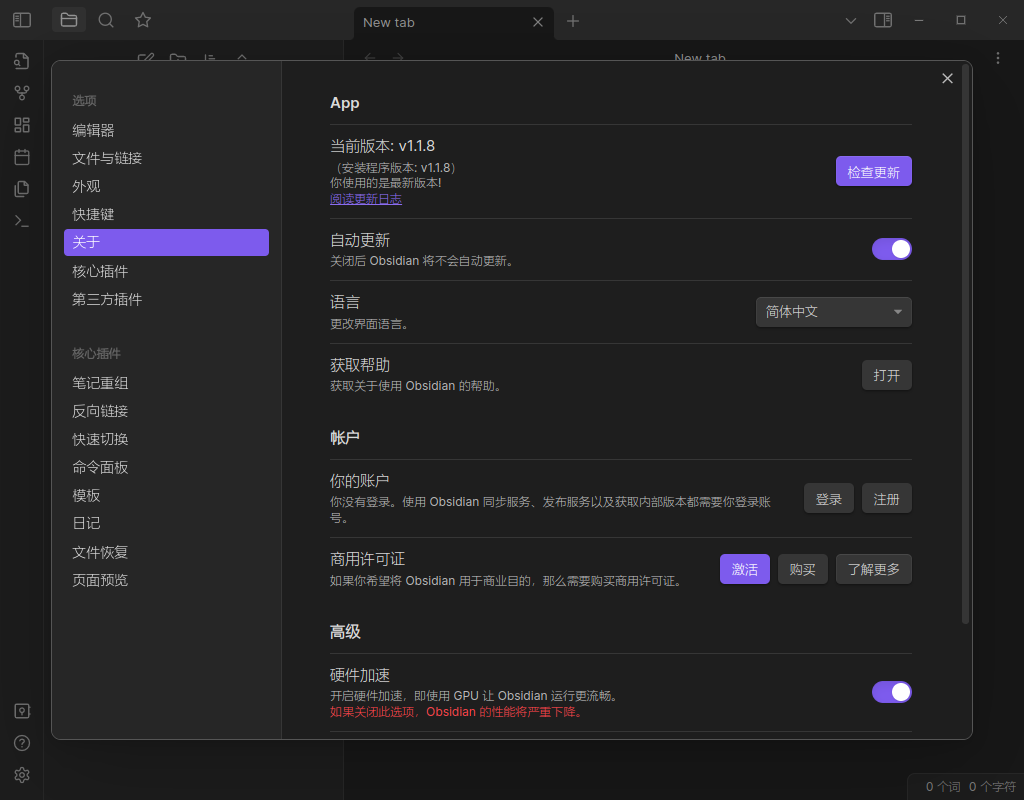 New tab
New tab
选项
编辑器
文件与链接
外观
快捷键
关于
核心插件
第三方插件
核心插件
笔记重组
反向链接
快速切换
命令面板
模板
日记
文件恢复
页面预览
App
当前版本: v1.1.8
（安装程序版本: v1.1.8）
你使用的是最新版本!
阅读更新日志
检查更新
自动更新
关闭后 Obsidian 将不会自动更新。
语言
更改界面语言。
简体中文
获取帮助
获取关于使用 Obsidian 的帮助。
打开
帐户
你的账户
你没有登录。使用 Obsidian 同步服务、发布服务以及获取内部版本都需要你登录账
号。
登录
注册
商用许可证
如果你希望将 Obsidian 用于商业目的，那么需要购买商用许可证。
激活
购买
了解更多
高级
硬件加速
开启硬件加速，即使用 GPU 让 Obsidian 运行更流畅。
如果关闭此选项，Obsidian 的性能将严重下降。
0 个词 0 个字符